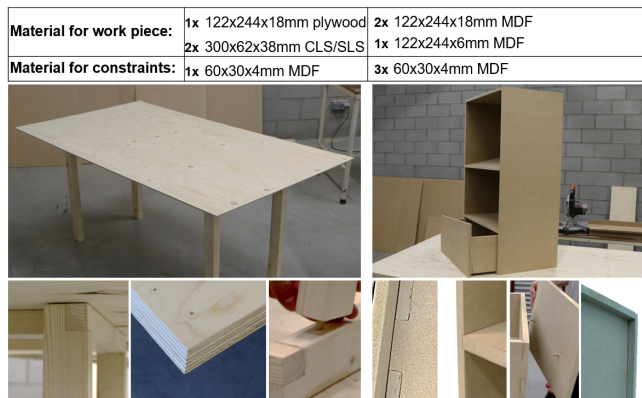 Material for work piece:
1x 122x244x18mm plywood
2x 300x62x38mm CLS/SLS
2x 122x244x18mm MDF
1x 122x244x6mm MDF
Material for constraints:
1x 60x30x4mm MDF
3x 60x30x4mm MDF